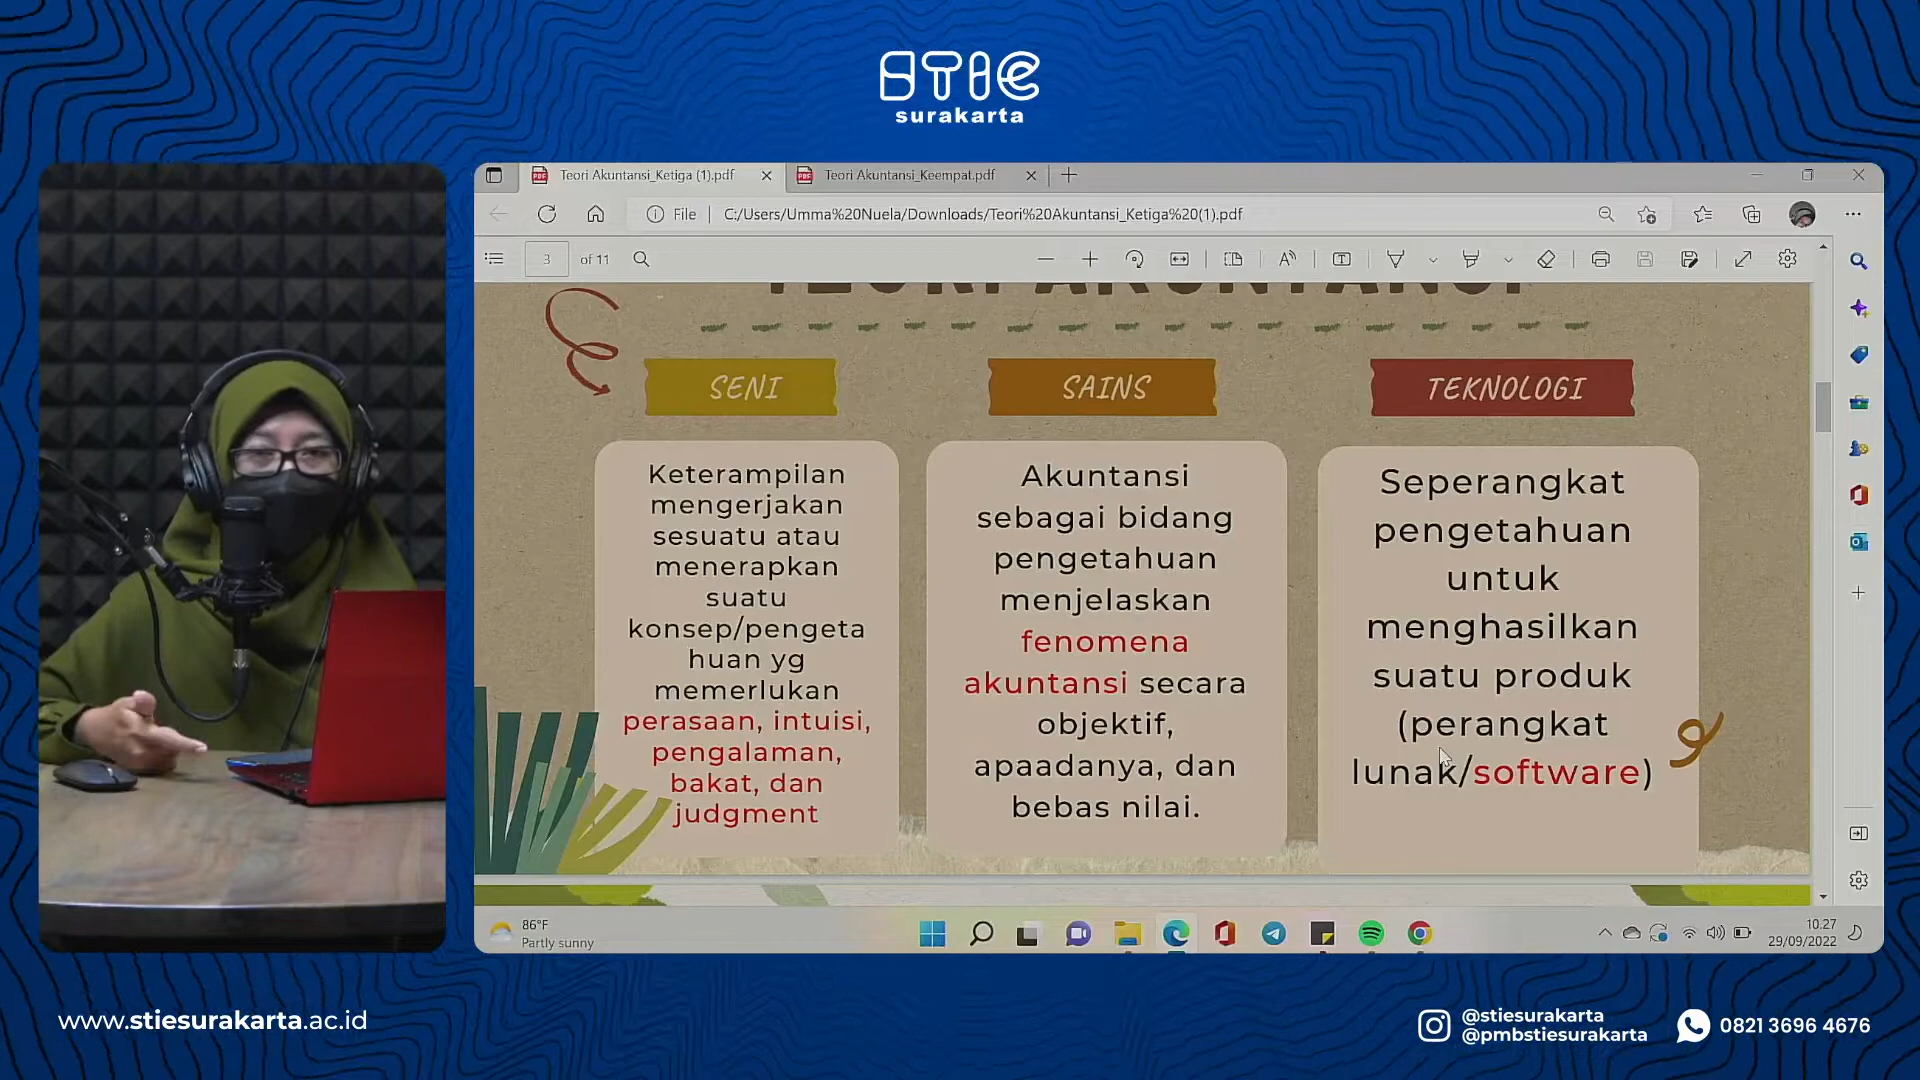 STIE
surakarta
Teori Akuntansi_Ketiga (1).pdf
Teori Akuntansi_Keempat.pdf
File
C:/Users/Umma%20Nuela/Downloads/Teori%20Akuntansi_Ketiga%20(1).pdf
3 of 11
TEORI AKUNTANSI
SENI
Keterampilan
mengerjakan
sesuatu atau
menerapkan
suatu
konsep/pengeta
huan yg
memerlukan
perasaan, intuisi,
pengalaman,
bakat, dan
judgment
SAINS
Akuntansi
sebagai bidang
pengetahuan
menjelaskan
fenomena
akuntansi secara
objektif,
apaadanya, dan
bebas nilai.
TEKNOLOGI
Seperangkat
pengetahuan
untuk
menghasilkan
suatu produk
(perangkat
lunak/software)
86°F
Partly sunny
10.27
29/09/2022
www.stiesurakarta.ac.id
@stiesurakarta
@pmbstiesurakarta
0821 3696 4676